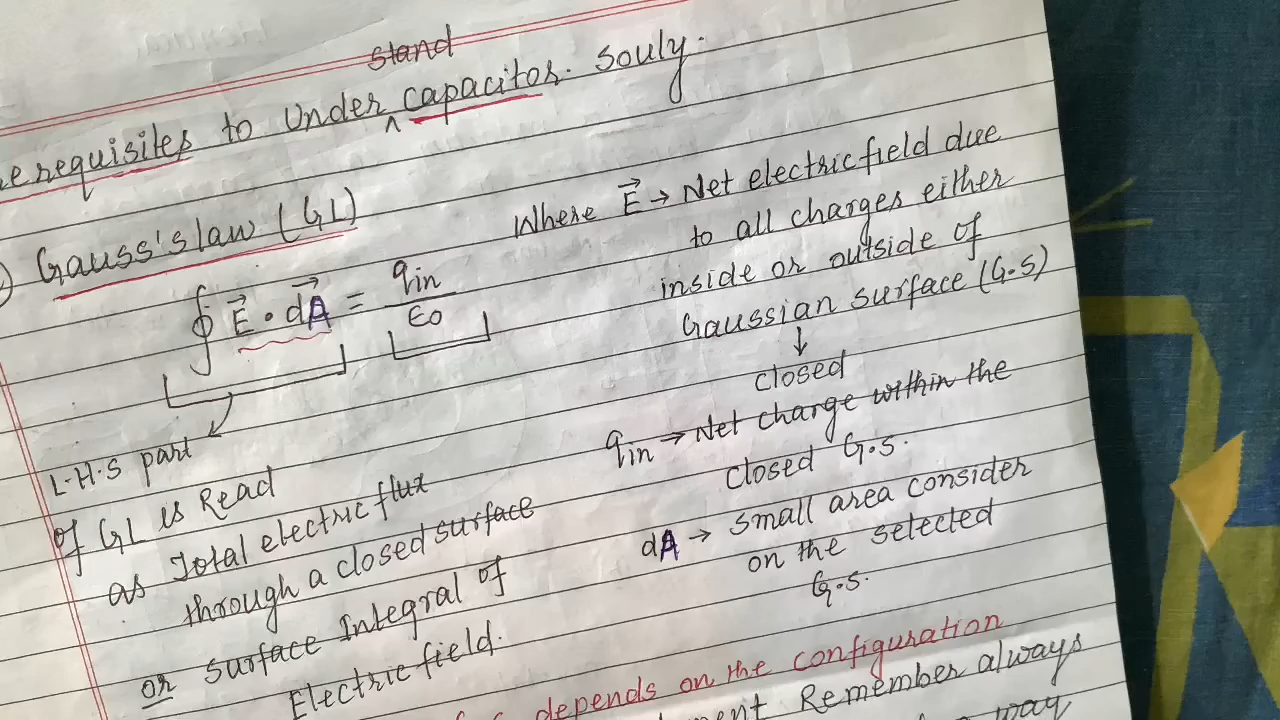 stand
erequisites to Under ^ capacitor. Souly.
Gauss's law (GL)
∮ E⃗ • dA⃗ = qin / ε0
Where E⃗ → Net electric field due
to all charges either
inside or outside of
Gaussian surface (G.S)
↓
closed
qin → Net charge within the
closed G.S.
dA → small area consider
on the selected
G.S.
L.H.S part
of GL is Read
as Total electric flux
through a closed surface
or surface Integral of
Electric field.
depends on the configuration
Remember always
way